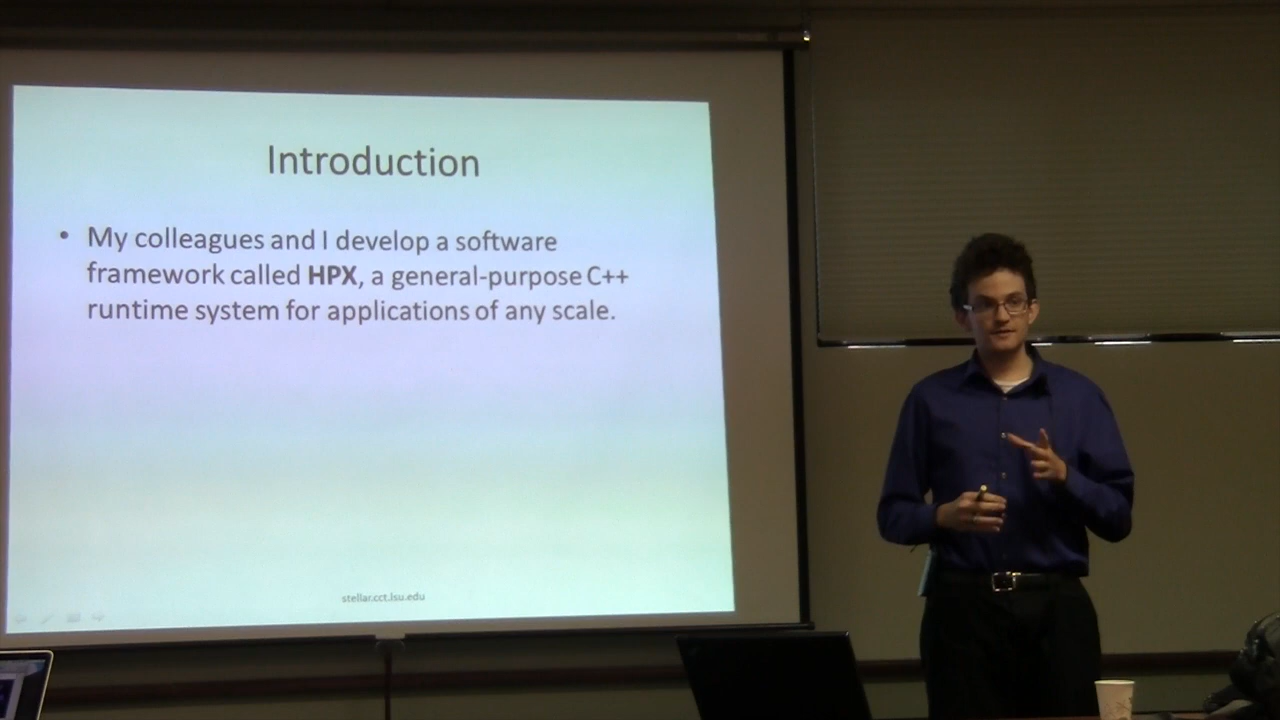 Introduction
• My colleagues and I develop a software
framework called HPX, a general-purpose C++
runtime system for applications of any scale.
stellar.cct.lsu.edu